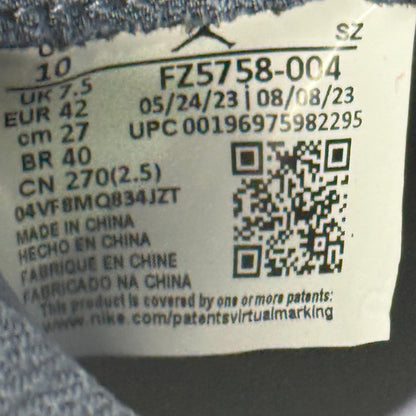 SZ
10
FZ5758-004
UK 7.5
05/24/23 | 08/08/23
EUR 42
UPC 00196975982295
cm 27
BR 40
CN 270(2.5)
04VF8MQ834JZT
MADE IN CHINA
HECHO EN CHINA
FABRIQUE EN CHINE
FABRICADO NA CHINA
This product is covered by one or more patents:
www.nike.com/patentsvirtualmarking